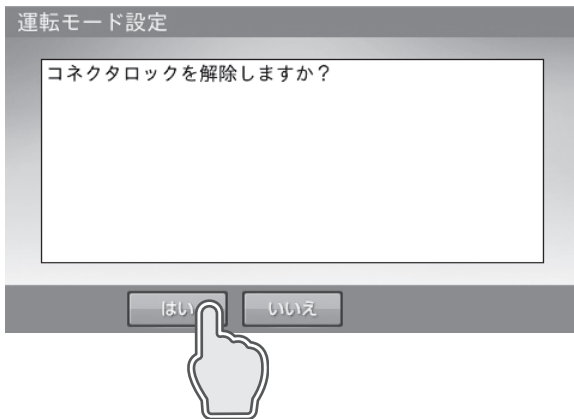 運転モード設定
コネクタロックを解除しますか？
はい
いいえ